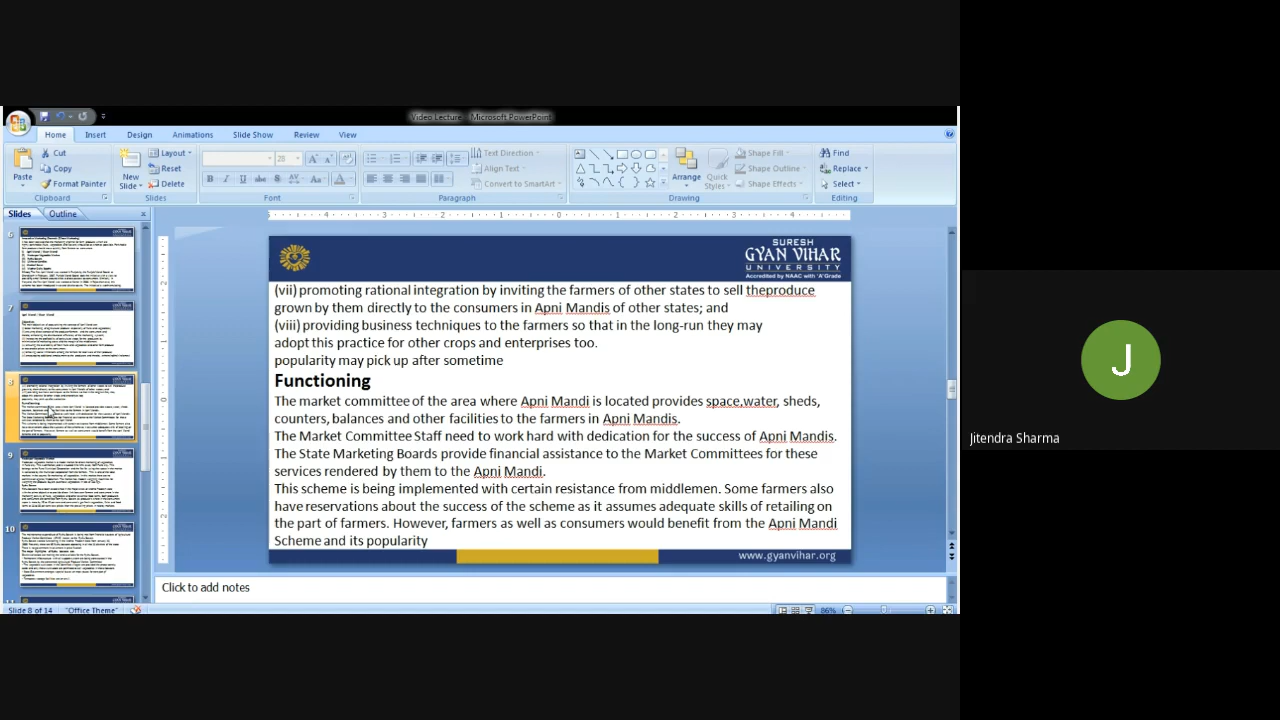 Video Lecture - Microsoft PowerPoint
Home Insert Design Animations Slide Show Review View
Paste
Cut
Copy
Format Painter
Clipboard
New Slide
Layout
Reset
Delete
Slides
28
Font
Text Direction
Align Text
Convert to SmartArt
Paragraph
Arrange
Quick Styles
Shape Fill
Shape Outline
Shape Effects
Drawing
Find
Replace
Select
Editing
Slides Outline
6
7
8
9
10
SURESH
GYAN VIHAR
UNIVERSITY
Accredited by NAAC with 'A'Grade
(vii) promoting rational integration by inviting the farmers of other states to sell theproduce
grown by them directly to the consumers in Apni Mandis of other states; and
(viii) providing business techniques to the farmers so that in the long-run they may
adopt this practice for other crops and enterprises too.
popularity may pick up after sometime
Functioning
The market committee of the area where Apni Mandi is located provides space, water, sheds,
counters, balances and other facilities to the farmers in Apni Mandis.
The Market Committee Staff need to work hard with dedication for the success of Apni Mandis.
The State Marketing Boards provide financial assistance to the Market Committees for these
services rendered by them to the Apni Mandi.
This scheme is being implemented with certain resistance from middlemen. Some farmers also
have reservations about the success of the scheme as it assumes adequate skills of retailing on
the part of farmers. However, farmers as well as consumers would benefit from the Apni Mandi
Scheme and its popularity
www.gyanvihar.org
Click to add notes
Slide 8 of 14 "Office Theme" 86%
J
Jitendra Sharma